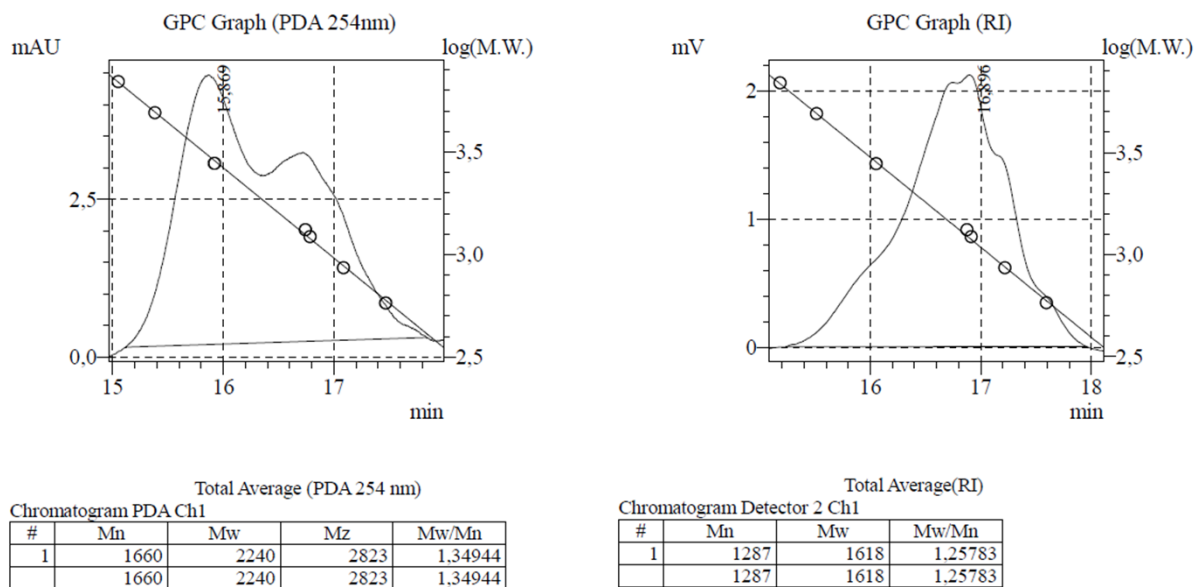 GPC Graph (PDA 254nm)
mAU
log(M.W.)
15,869
3,5
2,5
3,0
0,0
2,5
15
16
17
min
GPC Graph (RI)
mV
log(M.W.)
16,896
2
3,5
1
3,0
0
2,5
16
17
18
min
Total Average (PDA 254 nm)
Chromatogram PDA Ch1
# Mn Mw Mz Mw/Mn
1 1660 2240 2823 1,34944
1660 2240 2823 1,34944
Total Average(RI)
Chromatogram Detector 2 Ch1
# Mn Mw Mw/Mn
1 1287 1618 1,25783
1287 1618 1,25783